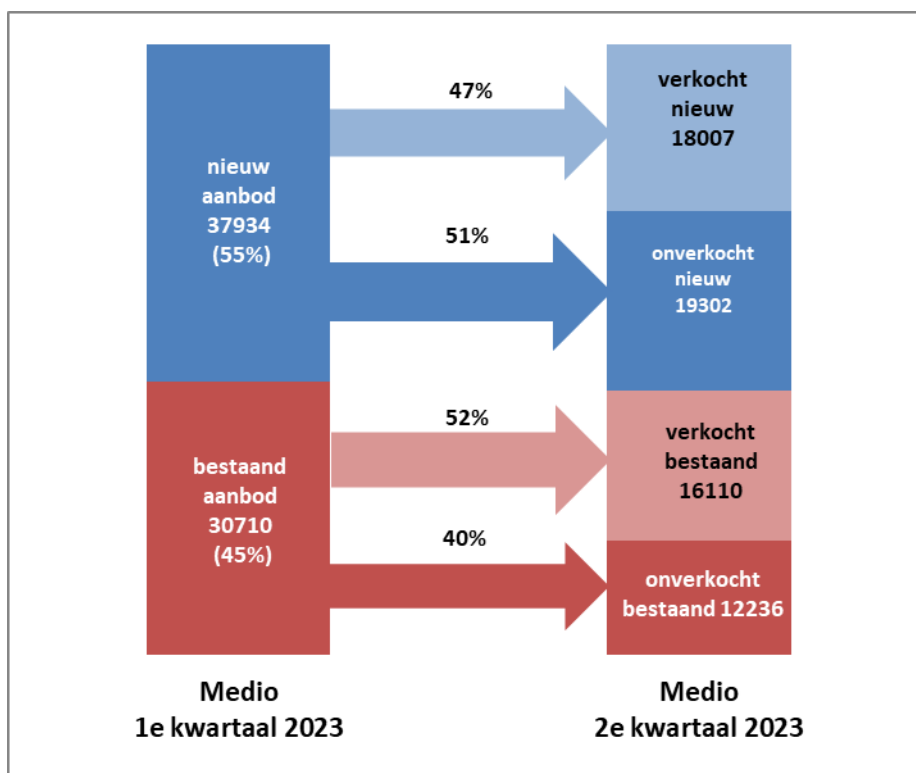 nieuw
aanbod
37934
(55%)
bestaand
aanbod
30710
(45%)
47%
51%
52%
40%
verkocht
nieuw
18007
onverkocht
nieuw
19302
verkocht
bestaand
16110
onverkocht
bestaand 12236
Medio
1e kwartaal 2023
Medio
2e kwartaal 2023